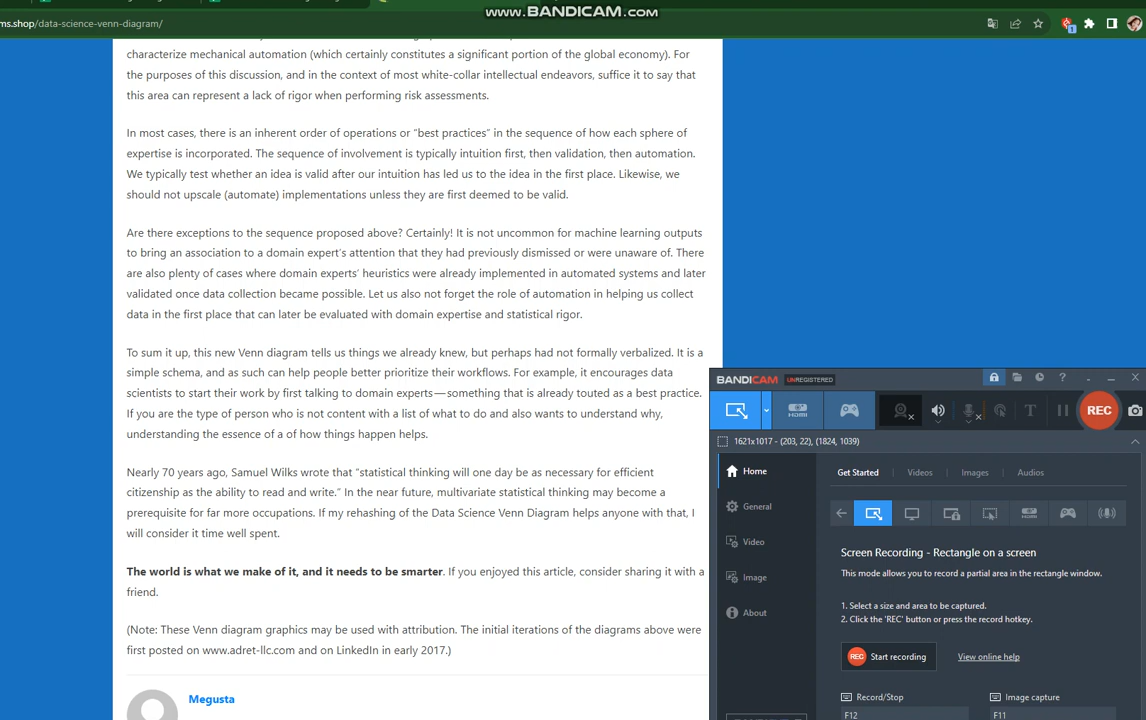 www.BANDICAM.com
ms.shop/data-science-venn-diagram/
1
characterize mechanical automation (which certainly constitutes a significant portion of the global economy). For
the purposes of this discussion, and in the context of most white-collar intellectual endeavors, suffice it to say that
this area can represent a lack of rigor when performing risk assessments.
In most cases, there is an inherent order of operations or “best practices” in the sequence of how each sphere of
expertise is incorporated. The sequence of involvement is typically intuition first, then validation, then automation.
We typically test whether an idea is valid after our intuition has led us to the idea in the first place. Likewise, we
should not upscale (automate) implementations unless they are first deemed to be valid.
Are there exceptions to the sequence proposed above? Certainly! It is not uncommon for machine learning outputs
to bring an association to a domain expert’s attention that they had previously dismissed or were unaware of. There
are also plenty of cases where domain experts’ heuristics were already implemented in automated systems and later
validated once data collection became possible. Let us also not forget the role of automation in helping us collect
data in the first place that can later be evaluated with domain expertise and statistical rigor.
To sum it up, this new Venn diagram tells us things we already knew, but perhaps had not formally verbalized. It is a
simple schema, and as such can help people better prioritize their workflows. For example, it encourages data
scientists to start their work by first talking to domain experts — something that is already touted as a best practice.
If you are the type of person who is not content with a list of what to do and also wants to understand why,
understanding the essence of a of how things happen helps.
Nearly 70 years ago, Samuel Wilks wrote that “statistical thinking will one day be as necessary for efficient
citizenship as the ability to read and write.” In the near future, multivariate statistical thinking may become a
prerequisite for far more occupations. If my rehashing of the Data Science Venn Diagram helps anyone with that, I
will consider it time well spent.
The world is what we make of it, and it needs to be smarter. If you enjoyed this article, consider sharing it with a
friend.
(Note: These Venn diagram graphics may be used with attribution. The initial iterations of the diagrams above were
first posted on www.adret-llc.com and on LinkedIn in early 2017.)
Megusta
BANDICAM UNREGISTERED
HDMI
REC
1621x1017 - (203, 22), (1824, 1039)
Home
General
Video
Image
About
Get Started Videos Images Audios
HDMI
Screen Recording - Rectangle on a screen
This mode allows you to record a partial area in the rectangle window.
1. Select a size and area to be captured.
2. Click the 'REC' button or press the record hotkey.
REC Start recording View online help
Record/Stop Image capture
F12 F11